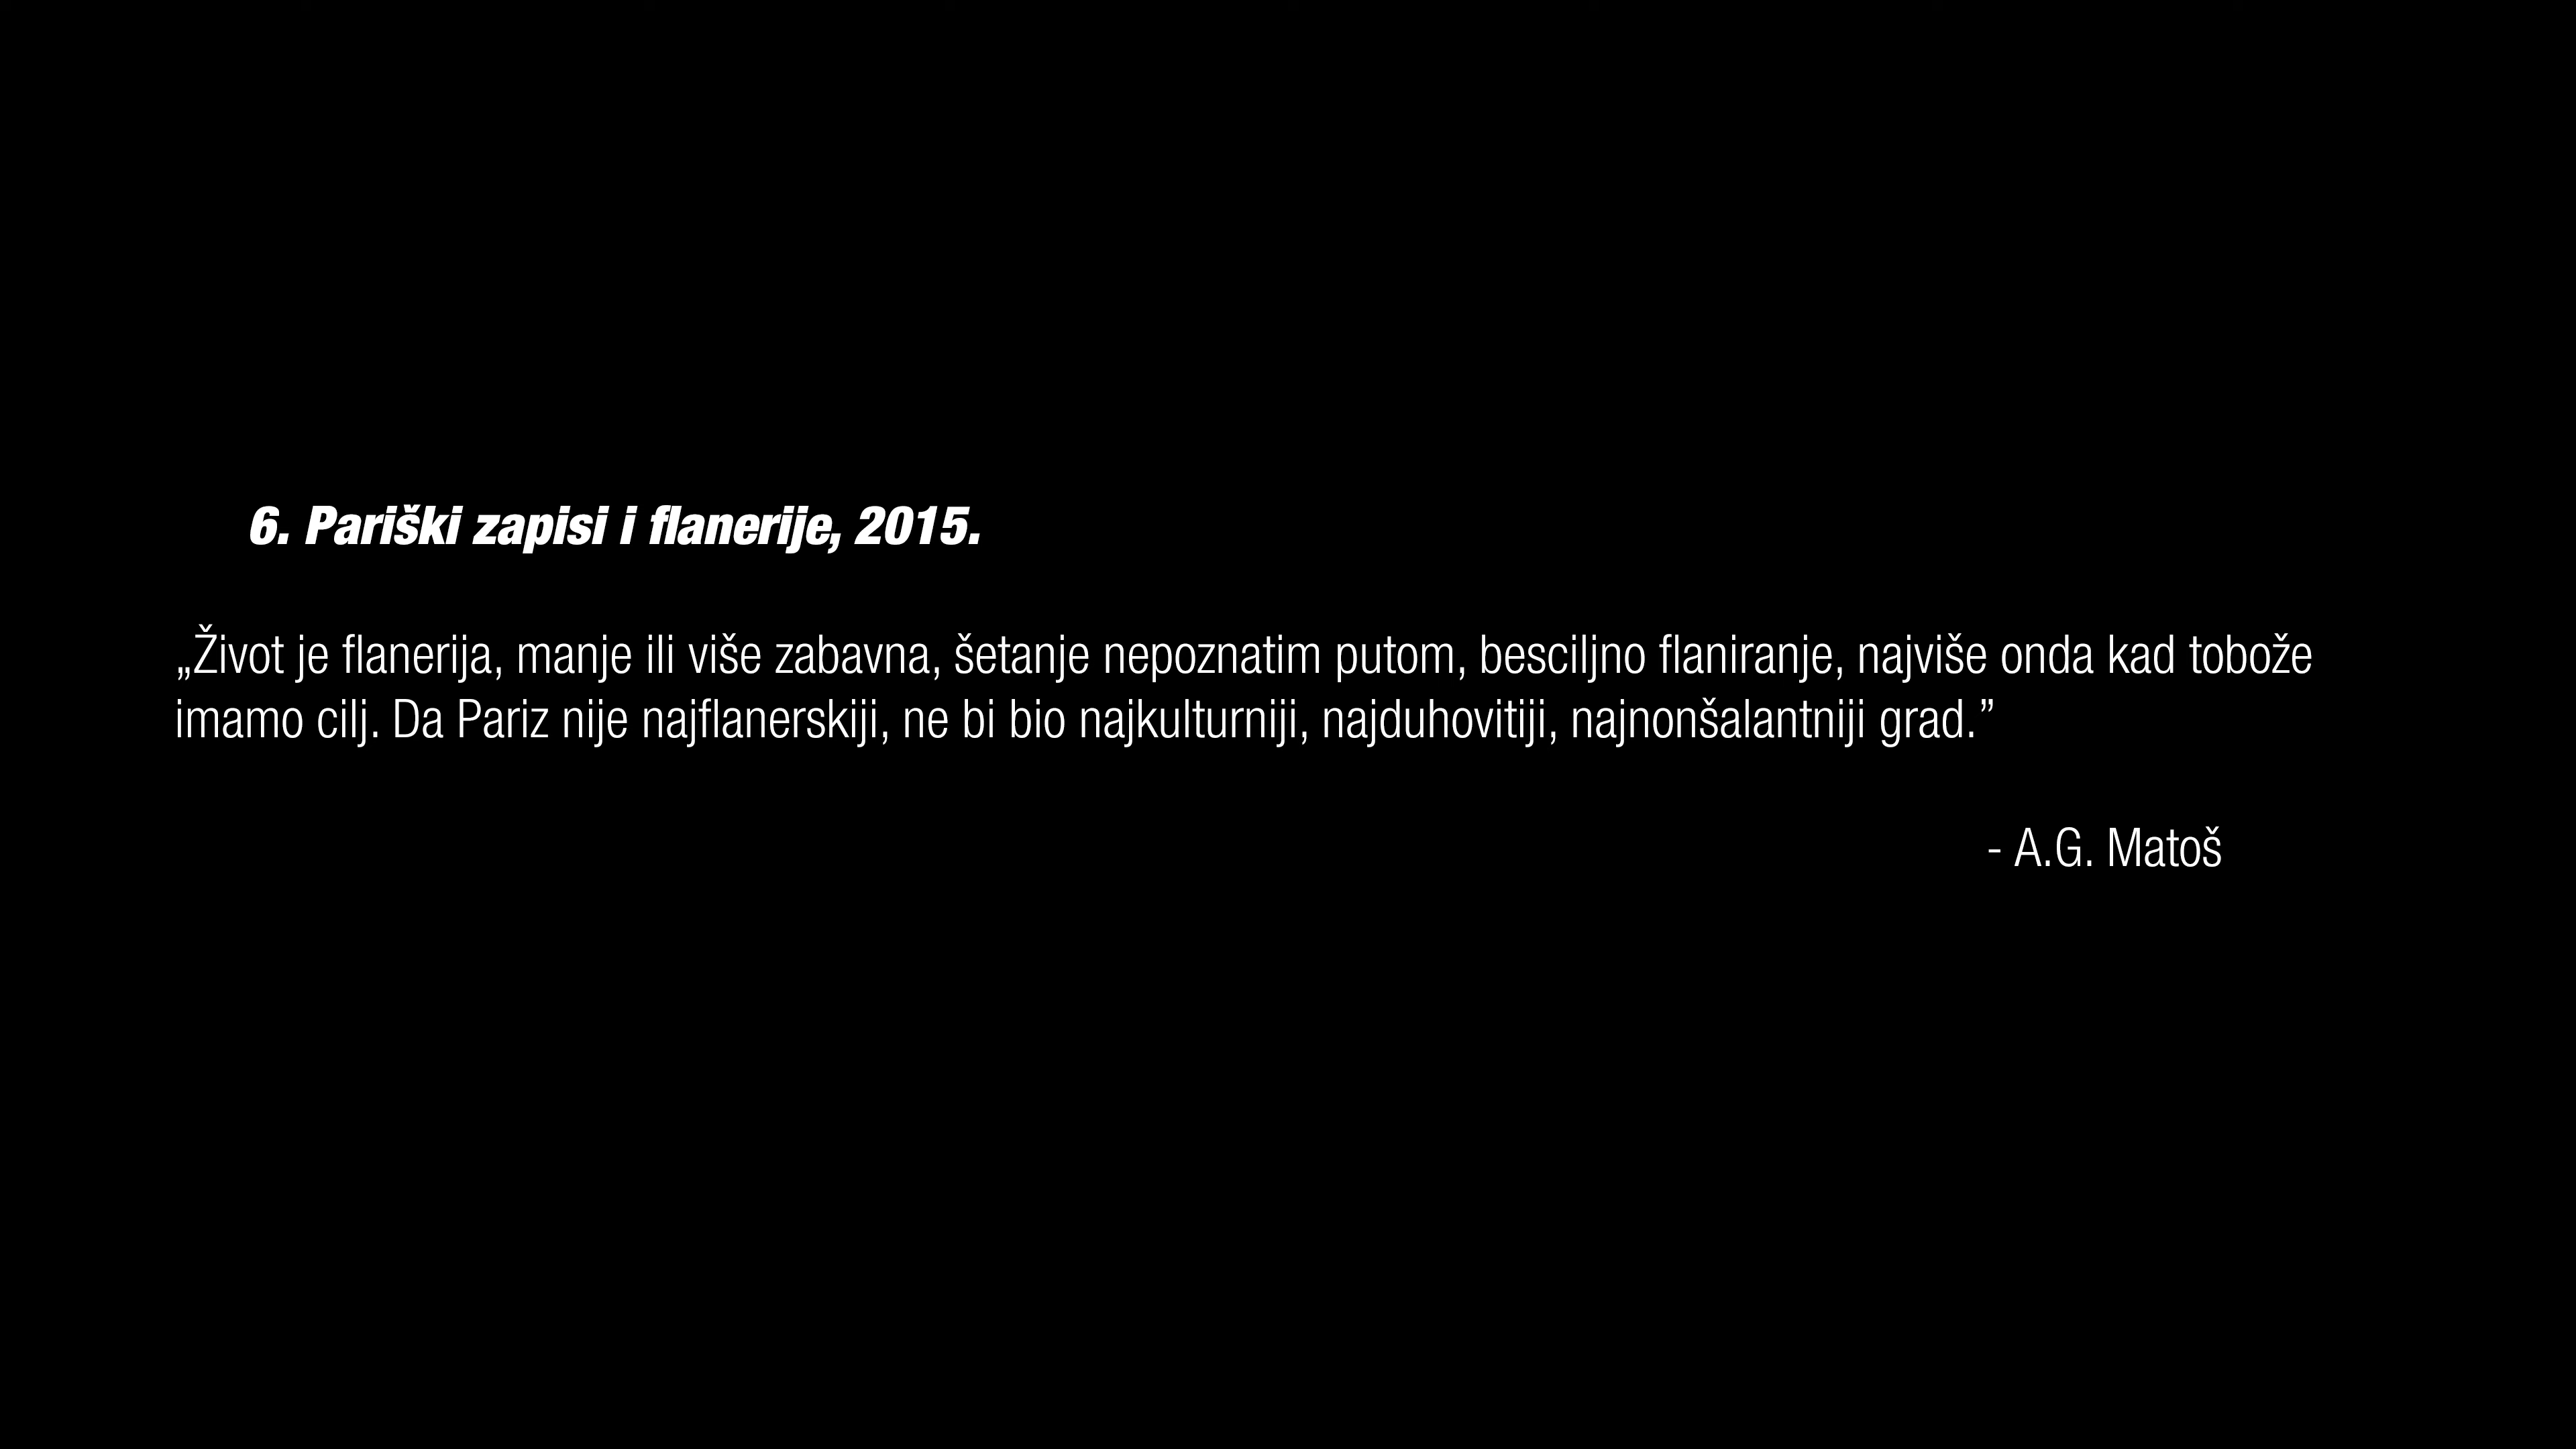 6. Pariški zapisi i flanerije, 2015.
„Život je flanerija, manje ili više zabavna, šetanje nepoznatim putom, besciljno flaniranje, najviše onda kad tobože
imamo cilj. Da Pariz nije najflanerskiji, ne bi bio najkulturniji, najduhovitiji, najnonšalantniji grad.”
- A.G. Matoš